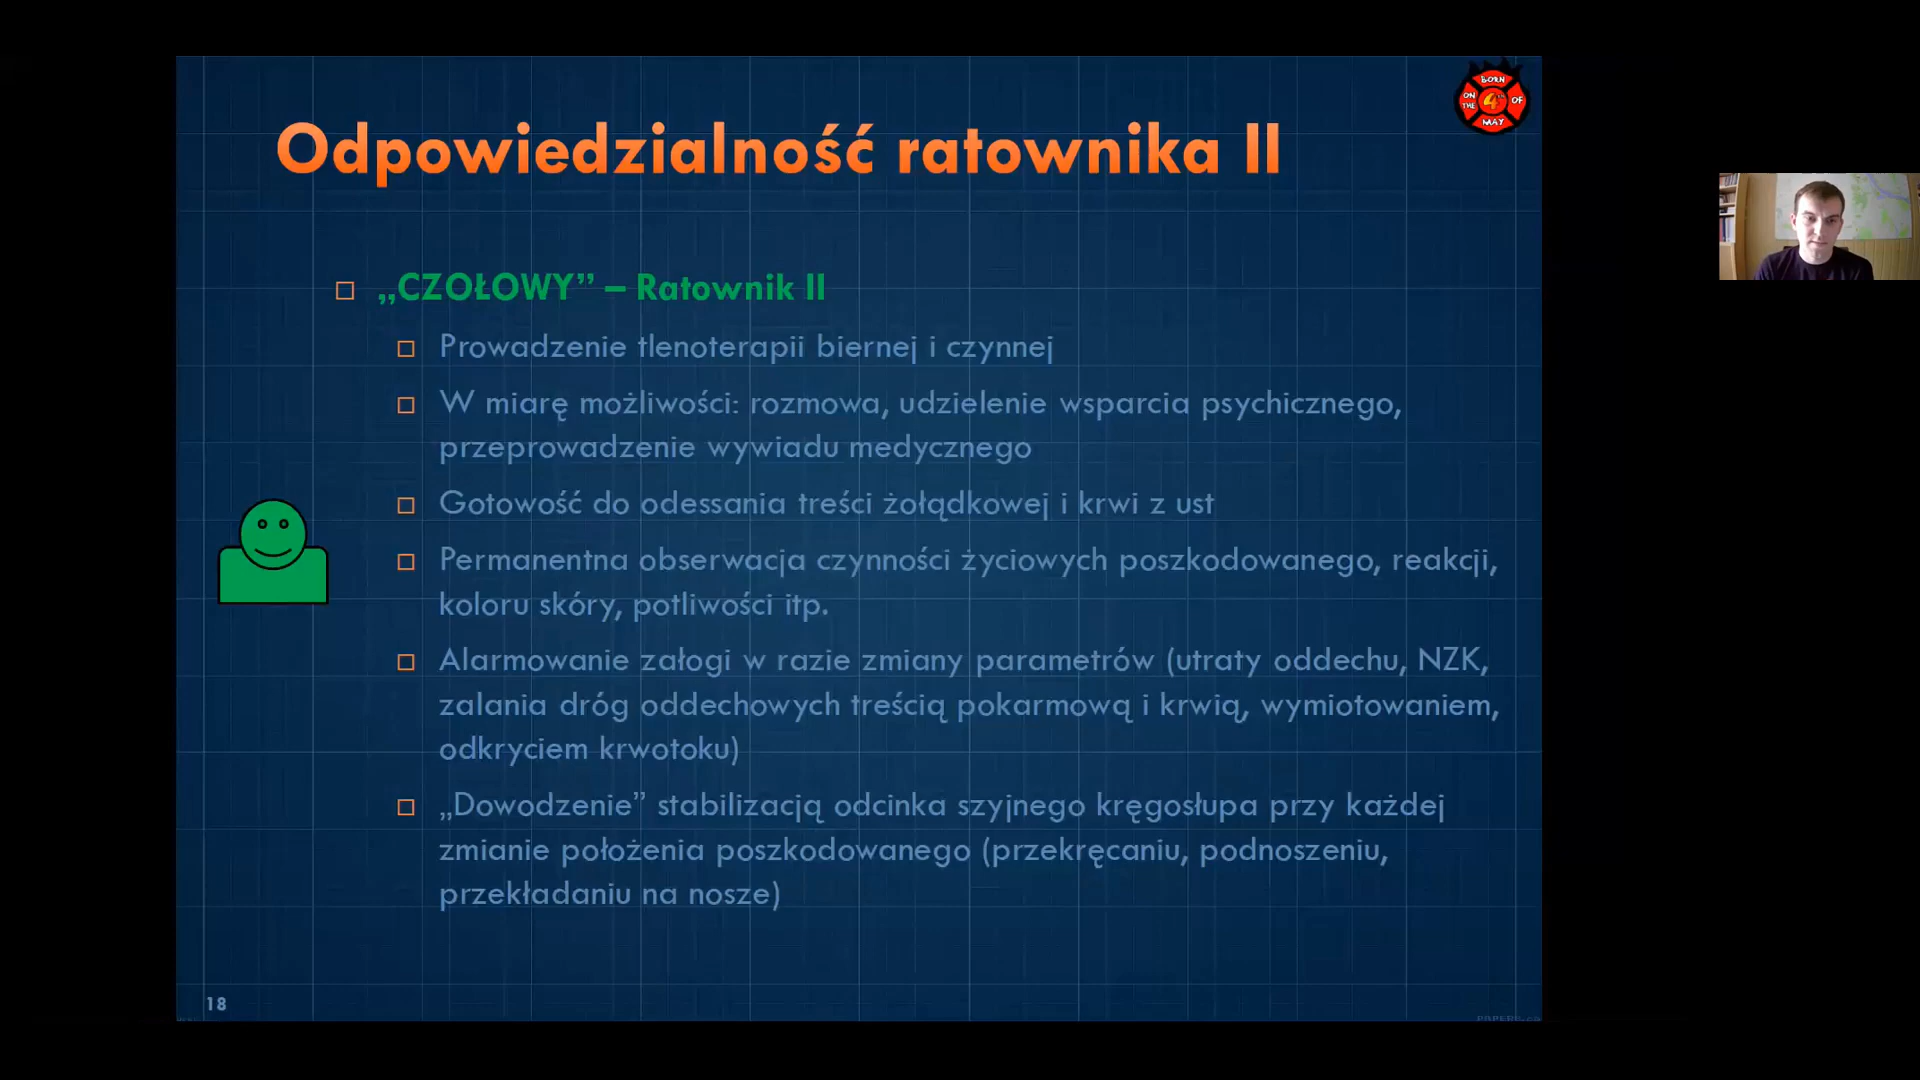 BORN
ON THE 4TH OF
MAY
Odpowiedzialność ratownika II
„CZOŁOWY” – Ratownik II
Prowadzenie tlenoterapii biernej i czynnej
W miarę możliwości: rozmowa, udzielenie wsparcia psychicznego,
przeprowadzenie wywiadu medycznego
Gotowość do odessania treści żołądkowej i krwi z ust
Permanentna obserwacja czynności życiowych poszkodowanego, reakcji,
koloru skóry, potliwości itp.
Alarmowanie załogi w razie zmiany parametrów (utraty oddechu, NZK,
zalania dróg oddechowych treścią pokarmową i krwią, wymiotowaniem,
odkryciem krwotoku)
„Dowodzenie” stabilizacją odcinka szyjnego kręgosłupa przy każdej
zmianie położenia poszkodowanego (przekręcaniu, podnoszeniu,
przekładaniu na nosze)
18